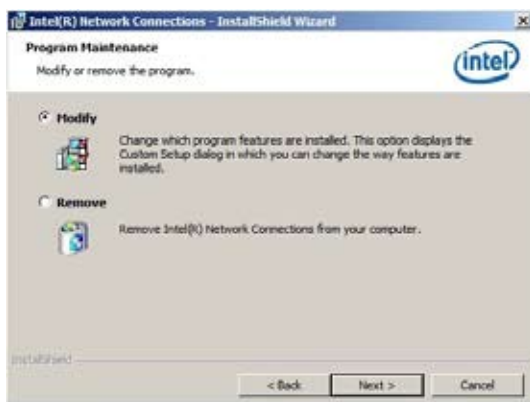 Intel(R) Network Connections - InstallShield Wizard
Program Maintenance
Modify or remove the program.
intel
Modify
Change which program features are installed. This option displays the
Custom Setup dialog in which you can change the way features are
installed.
Remove
Remove Intel(R) Network Connections from your computer.
InstallShield
< Back
Next >
Cancel